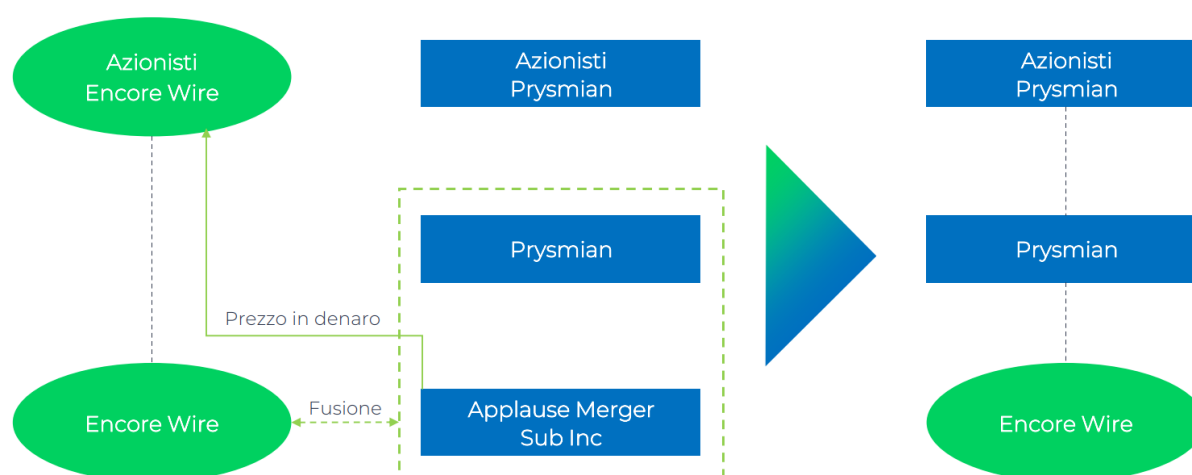 Azionisti
Encore Wire
Azionisti
Prysmian
Azionisti
Prysmian
Prysmian
Prysmian
Prezzo in denaro
Encore Wire
Fusione
Applause Merger
Sub Inc
Encore Wire